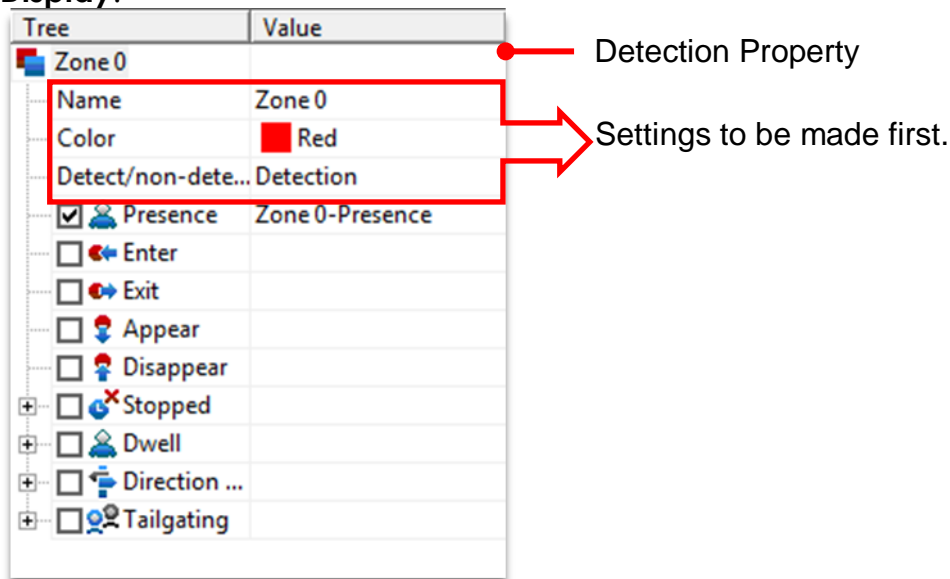 Display:
Tree Value
Zone 0 Detection Property
Name Zone 0
Color Red Settings to be made first.
Detect/non-dete... Detection
Presence Zone 0-Presence
Enter
Exit
Appear
Disappear
Stopped
Dwell
Direction ...
Tailgating